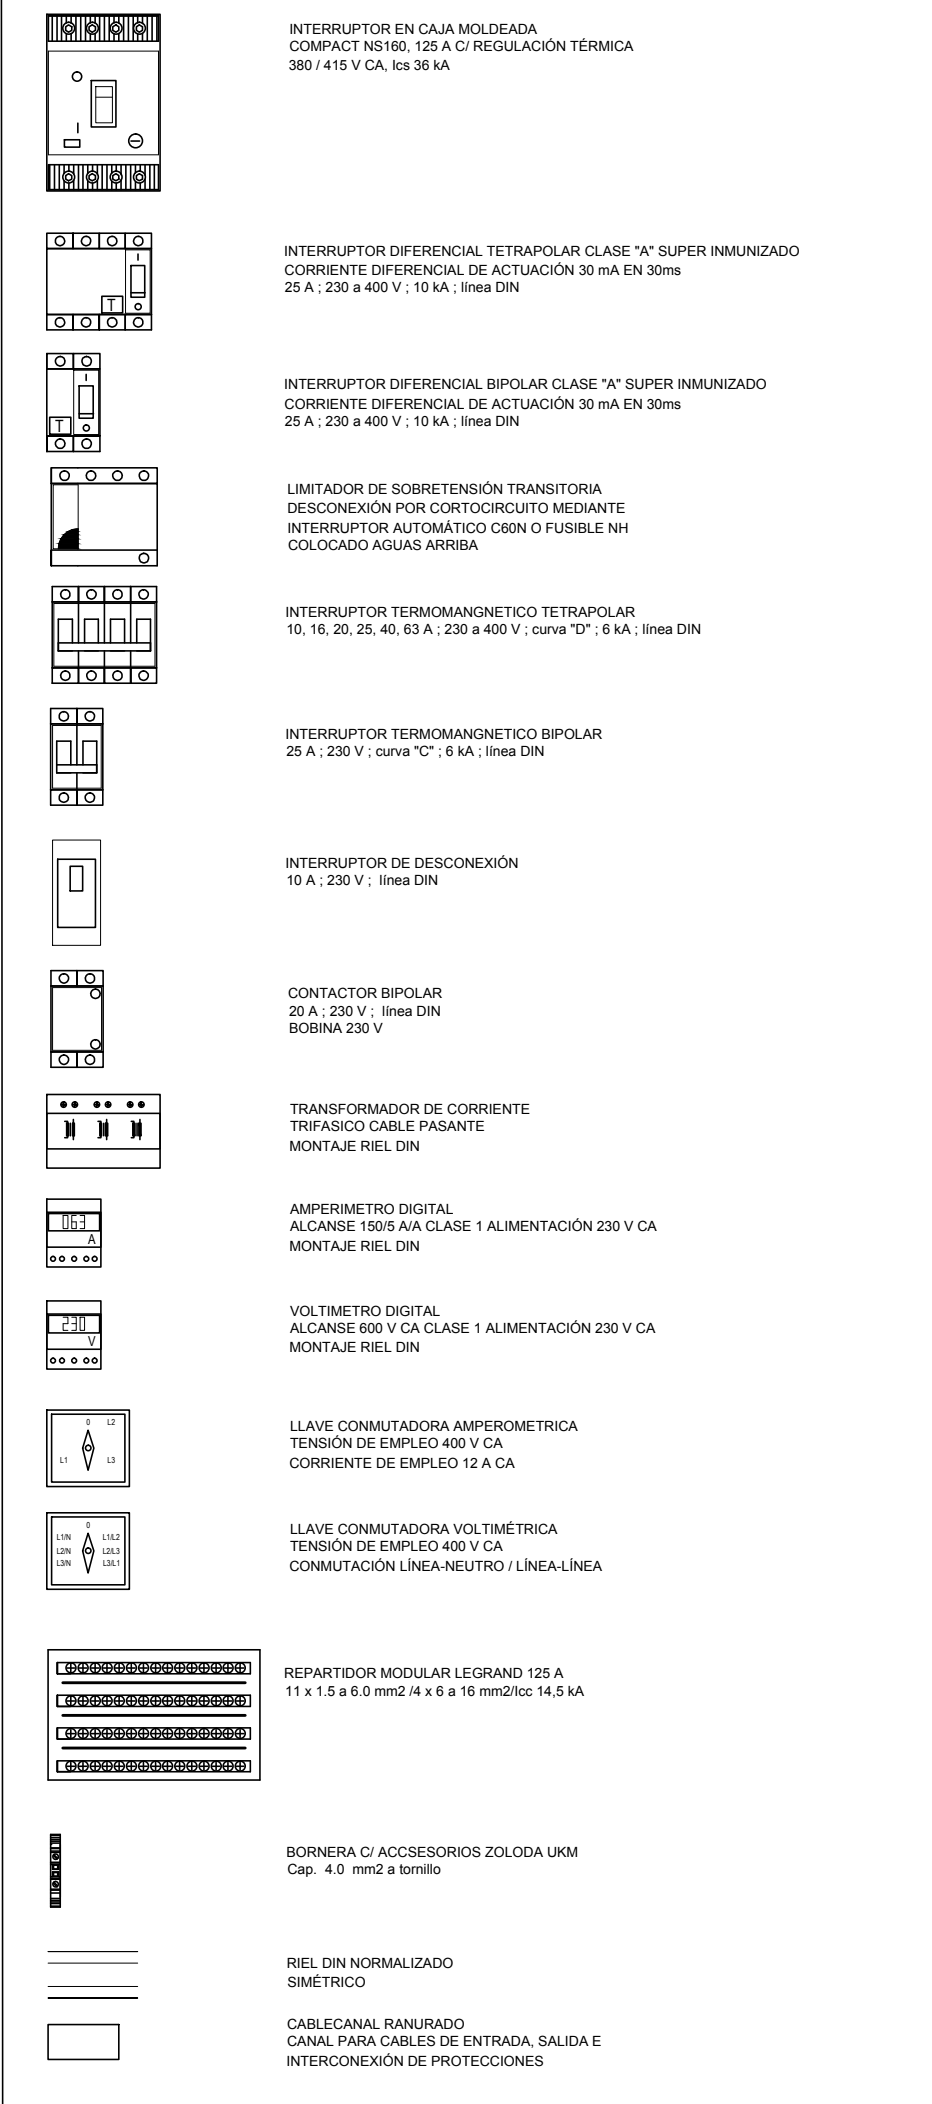 INTERRUPTOR EN CAJA MOLDEADA
COMPACT NS160, 125 A C/ REGULACIÓN TÉRMICA
380 / 415 V CA, Ics 36 kA
I
INTERRUPTOR DIFERENCIAL TETRAPOLAR CLASE "A" SUPER INMUNIZADO
CORRIENTE DIFERENCIAL DE ACTUACIÓN 30 mA EN 30ms
25 A ; 230 a 400 V ; 10 kA ; línea DIN
I
T
INTERRUPTOR DIFERENCIAL BIPOLAR CLASE "A" SUPER INMUNIZADO
CORRIENTE DIFERENCIAL DE ACTUACIÓN 30 mA EN 30ms
25 A ; 230 a 400 V ; 10 kA ; línea DIN
I
T
LIMITADOR DE SOBRETENSIÓN TRANSITORIA
DESCONEXIÓN POR CORTOCIRCUITO MEDIANTE
INTERRUPTOR AUTOMÁTICO C60N O FUSIBLE NH
COLOCADO AGUAS ARRIBA
INTERRUPTOR TERMOMANGNETICO TETRAPOLAR
10, 16, 20, 25, 40, 63 A ; 230 a 400 V ; curva "D" ; 6 kA ; línea DIN
INTERRUPTOR TERMOMANGNETICO BIPOLAR
25 A ; 230 V ; curva "C" ; 6 kA ; línea DIN
INTERRUPTOR DE DESCONEXIÓN
10 A ; 230 V ; línea DIN
CONTACTOR BIPOLAR
20 A ; 230 V ; línea DIN
BOBINA 230 V
TRANSFORMADOR DE CORRIENTE
TRIFASICO CABLE PASANTE
MONTAJE RIEL DIN
063
A
AMPERIMETRO DIGITAL
ALCANSE 150/5 A/A CLASE 1 ALIMENTACIÓN 230 V CA
MONTAJE RIEL DIN
230
V
VOLTIMETRO DIGITAL
ALCANSE 600 V CA CLASE 1 ALIMENTACIÓN 230 V CA
MONTAJE RIEL DIN
0 L2
L1 L3
LLAVE CONMUTADORA AMPEROMETRICA
TENSIÓN DE EMPLEO 400 V CA
CORRIENTE DE EMPLEO 12 A CA
0
L1/N L1/L2
L2/N L2/L3
L3/N L3/L1
LLAVE CONMUTADORA VOLTIMÉTRICA
TENSIÓN DE EMPLEO 400 V CA
CONMUTACIÓN LÍNEA-NEUTRO / LÍNEA-LÍNEA
REPARTIDOR MODULAR LEGRAND 125 A
11 x 1.5 a 6.0 mm2 /4 x 6 a 16 mm2/Icc 14,5 kA
BORNERA C/ ACCSESORIOS ZOLODA UKM
Cap. 4.0 mm2 a tornillo
RIEL DIN NORMALIZADO
SIMÉTRICO
CABLECANAL RANURADO
CANAL PARA CABLES DE ENTRADA, SALIDA E
INTERCONEXIÓN DE PROTECCIONES